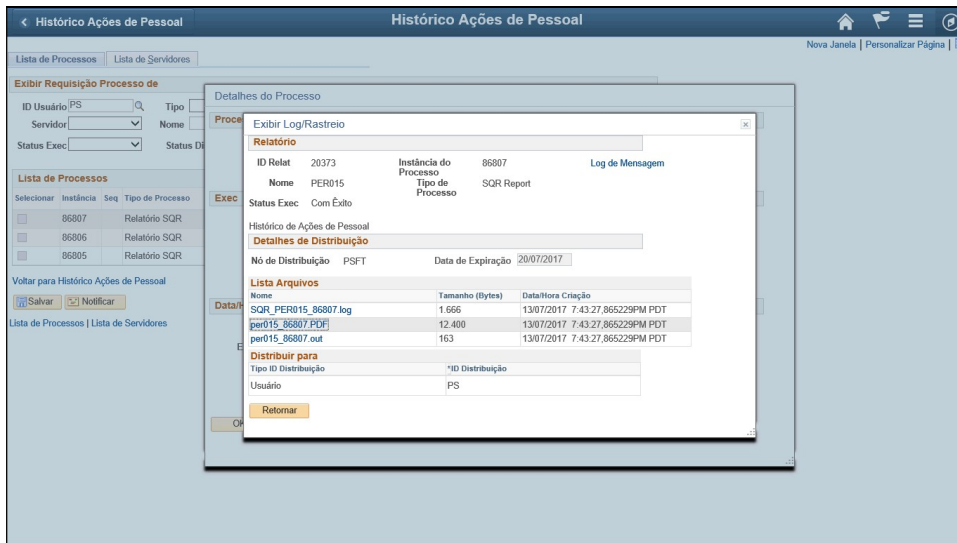 Histórico Ações de Pessoal
Histórico Ações de Pessoal
Nova Janela | Personalizar Página |
Lista de Processos
Lista de Servidores
Exibir Requisição Processo de
ID Usuário PS Tipo
Servidor Nome
Status Exec Status Di
Lista de Processos
Selecionar Instância Seq Tipo de Processo
86807 Relatório SQR
86806 Relatório SQR
86805 Relatório SQR
Voltar para Histórico Ações de Pessoal
Salvar Notificar
Lista de Processos | Lista de Servidores
Detalhes do Processo
Proce
Exec
Data/H
E
OK
Exibir Log/Rastreio
Relatório
ID Relat 20373 Instância do Processo 86807 Log de Mensagem
Nome PER015 Tipo de Processo SQR Report
Status Exec Com Êxito
Histórico de Ações de Pessoal
Detalhes de Distribuição
Nó de Distribuição PSFT Data de Expiração 20/07/2017
Lista Arquivos
Nome Tamanho (Bytes) Data/Hora Criação
SQR_PER015_86807.log 1.666 13/07/2017 7:43:27,865229PM PDT
per015_86807.PDF 12.400 13/07/2017 7:43:27,865229PM PDT
per015_86807.out 163 13/07/2017 7:43:27,865229PM PDT
Distribuir para
Tipo ID Distribuição *ID Distribuição
Usuário PS
Retornar